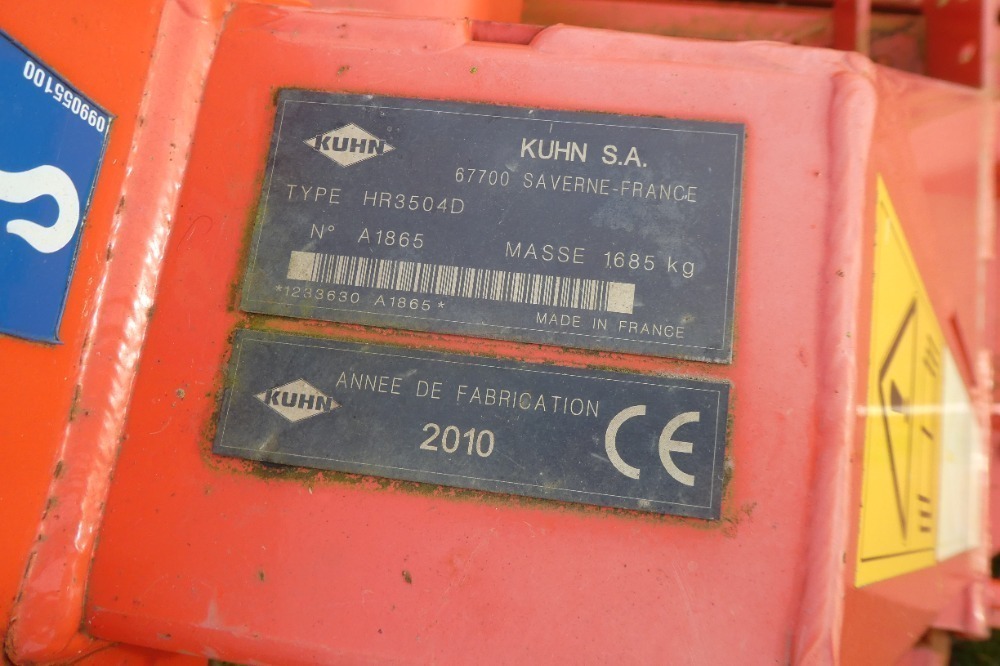 099055100
KUHN
KUHN S.A.
67700 SAVERNE-FRANCE
TYPE HR3504D
N° A1865 MASSE 1685 kg
*1233630 A1865*
MADE IN FRANCE
KUHN
ANNEE DE FABRICATION
2010
CE